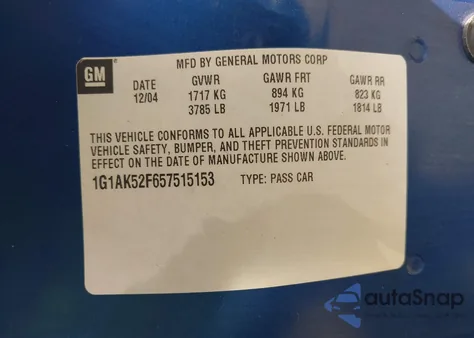 MFD BY GENERAL MOTORS CORP
GM
DATE GVWR GAWR FRT GAWR RR
12/04 1717 KG 894 KG 823 KG
3785 LB 1971 LB 1814 LB
THIS VEHICLE CONFORMS TO ALL APPLICABLE U.S. FEDERAL MOTOR
VEHICLE SAFETY, BUMPER, AND THEFT PREVENTION STANDARDS IN
EFFECT ON THE DATE OF MANUFACTURE SHOWN ABOVE.
1G1AK52F657515153 TYPE: PASS CAR
autoSnap